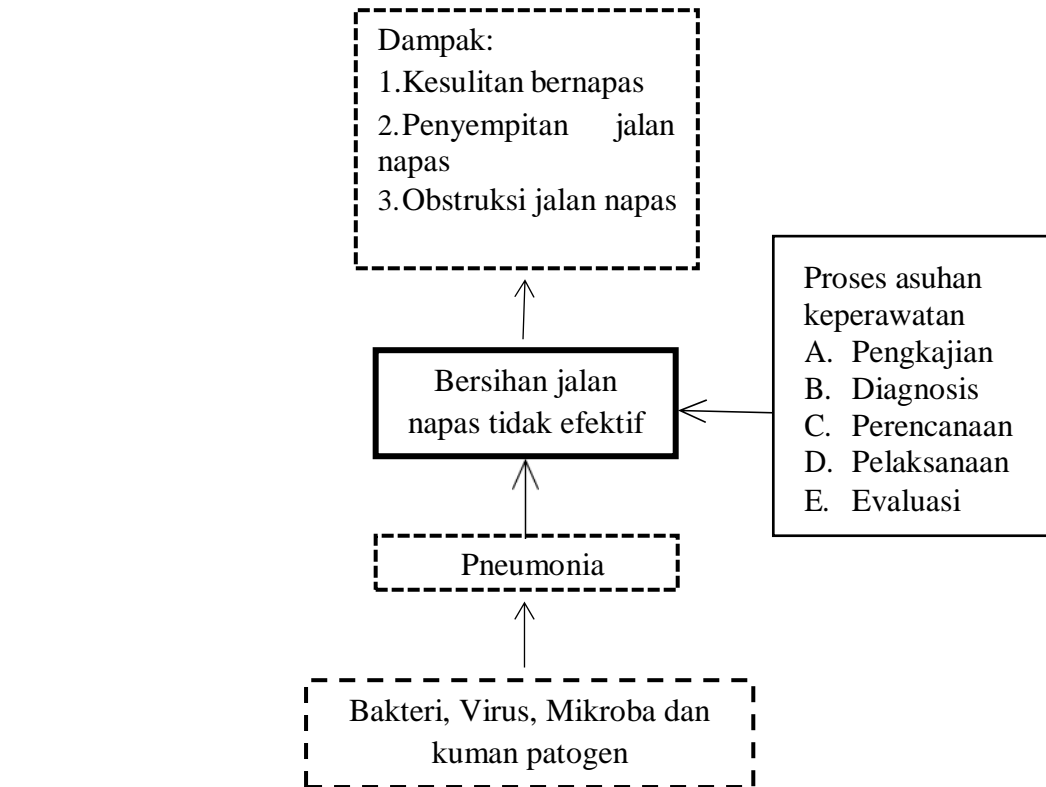 Dampak:
1.Kesulitan bernapas
2.Penyempitan jalan
napas
3.Obstruksi jalan napas
Proses asuhan
keperawatan
A. Pengkajian
B. Diagnosis
C. Perencanaan
D. Pelaksanaan
E. Evaluasi
Bersihan jalan
napas tidak efektif
Pneumonia
Bakteri, Virus, Mikroba dan
kuman patogen